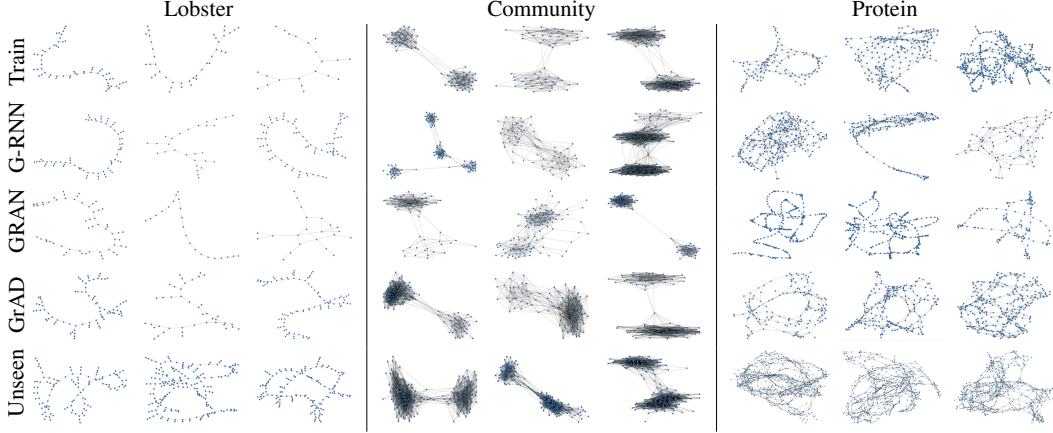 Lobster Community Protein
Train
G-RNN
GRAN
GrAD
Unseen